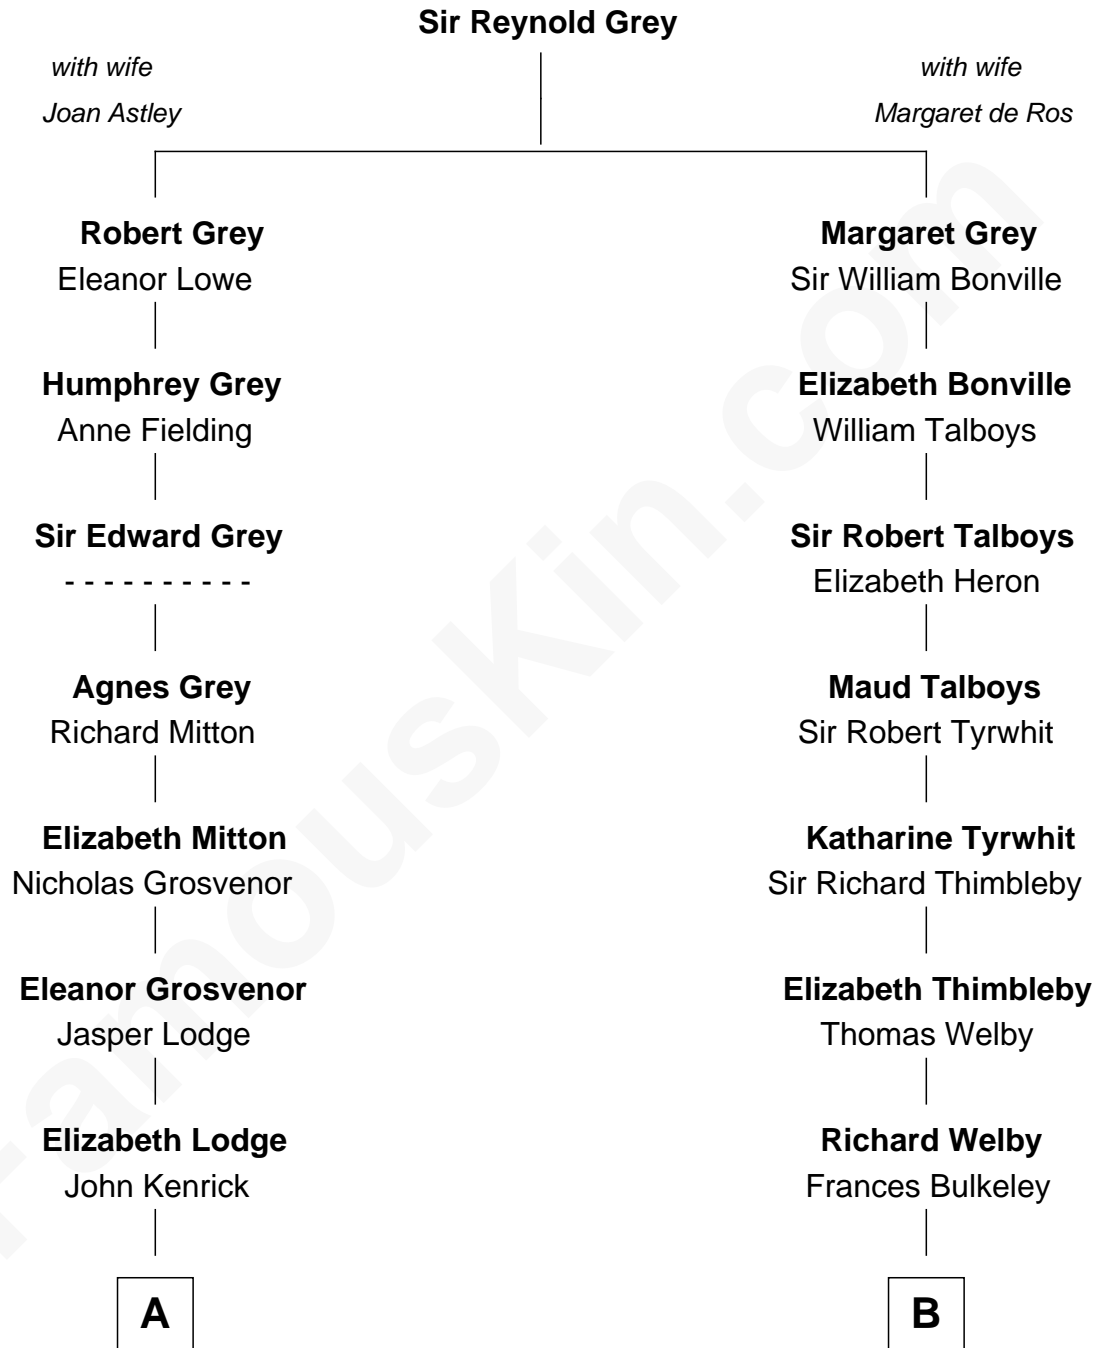 Sir Reynold Grey
with wife
Joan Astley
with wife
Margaret de Ros
Robert Grey
Eleanor Lowe
Margaret Grey
Sir William Bonville
Humphrey Grey
Anne Fielding
Elizabeth Bonville
William Talboys
Sir Edward Grey
- - - - - - - - - -
Sir Robert Talboys
Elizabeth Heron
Agnes Grey
Richard Mitton
Maud Talboys
Sir Robert Tyrwhit
Elizabeth Mitton
Nicholas Grosvenor
Katharine Tyrwhit
Sir Richard Thimbleby
Eleanor Grosvenor
Jasper Lodge
Elizabeth Thimbleby
Thomas Welby
Elizabeth Lodge
John Kenrick
Richard Welby
Frances Bulkeley
A
B
FamousKin.com